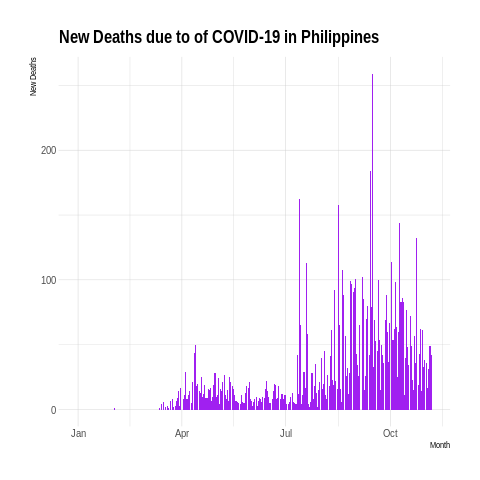 New Deaths due to of COVID-19 in Philippines
New Deaths
200
100
0
Jan Apr Jul Oct
Month